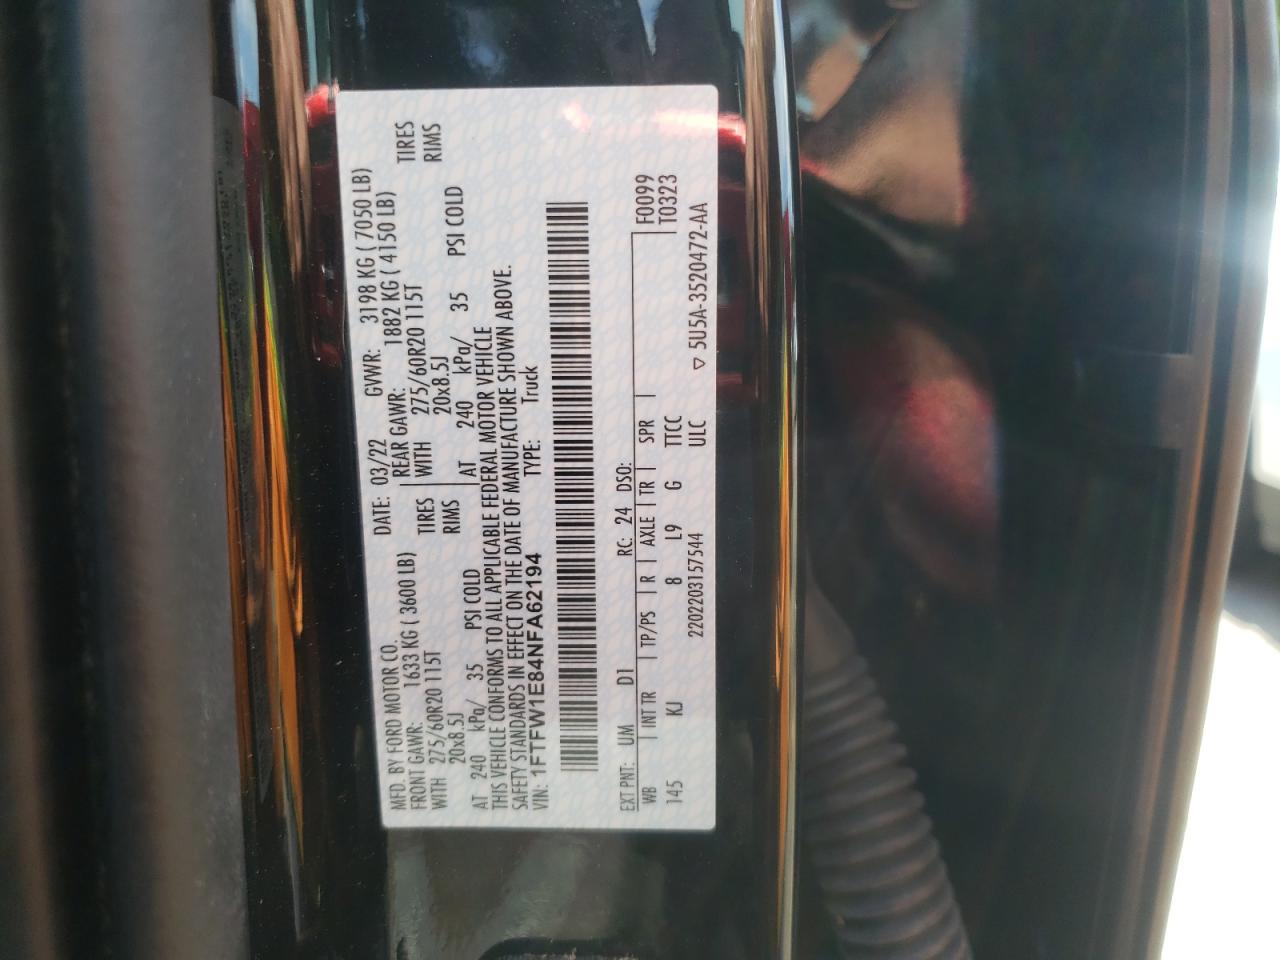 MFD. BY FORD MOTOR CO. DATE: 03/22 GVWR: 3198 KG ( 7050 LB)
FRONT GAWR: 1633 KG ( 3600 LB) REAR GAWR: 1882 KG ( 4150 LB)
WITH 275/60R20 115T TIRES WITH 275/60R20 115T TIRES
20x8.5J RIMS 20x8.5J RIMS
AT 240 kPa/ 35 PSI COLD AT 240 kPa/ 35 PSI COLD
THIS VEHICLE CONFORMS TO ALL APPLICABLE FEDERAL MOTOR VEHICLE
SAFETY STANDARDS IN EFFECT ON THE DATE OF MANUFACTURE SHOWN ABOVE.
VIN: 1FTFW1E84NFA62194 TYPE: Truck
EXT PNT: UM D1 RC: 24 DSO: F0099
WB | INT TR | TP/PS | R | AXLE | TR | SPR | T0323
145 KJ 8 L9 G TTCC
2202203157544 ULC ▽ 5U5A-3520472-AA